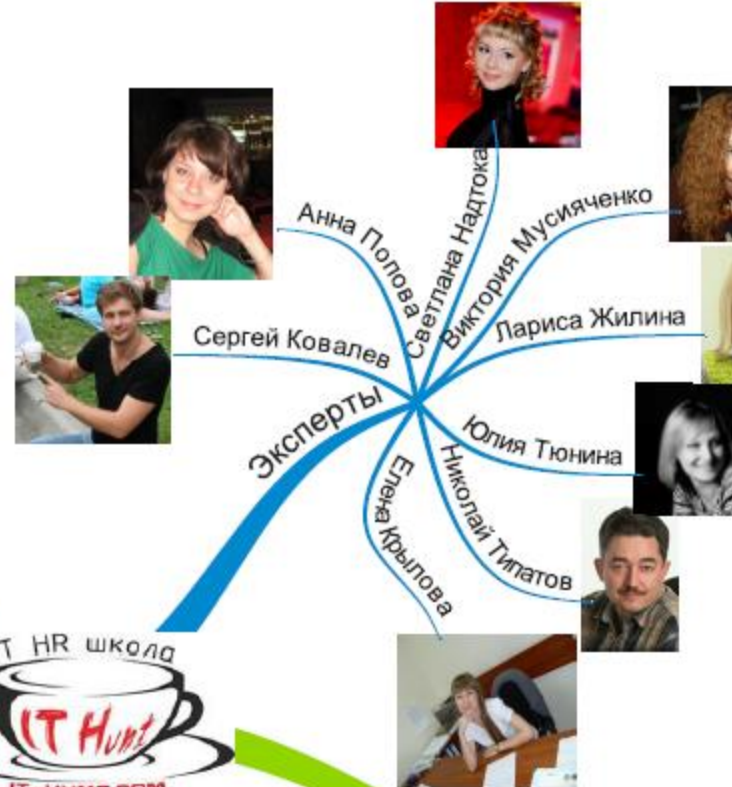 Светлана Надтока
Виктория Мусияченко
Анна Попова
Лариса Жилина
Сергей Ковалев
Эксперты
Юлия Тюнина
Николай Типатов
Елена Крылова
T HR школа
IT Hunt